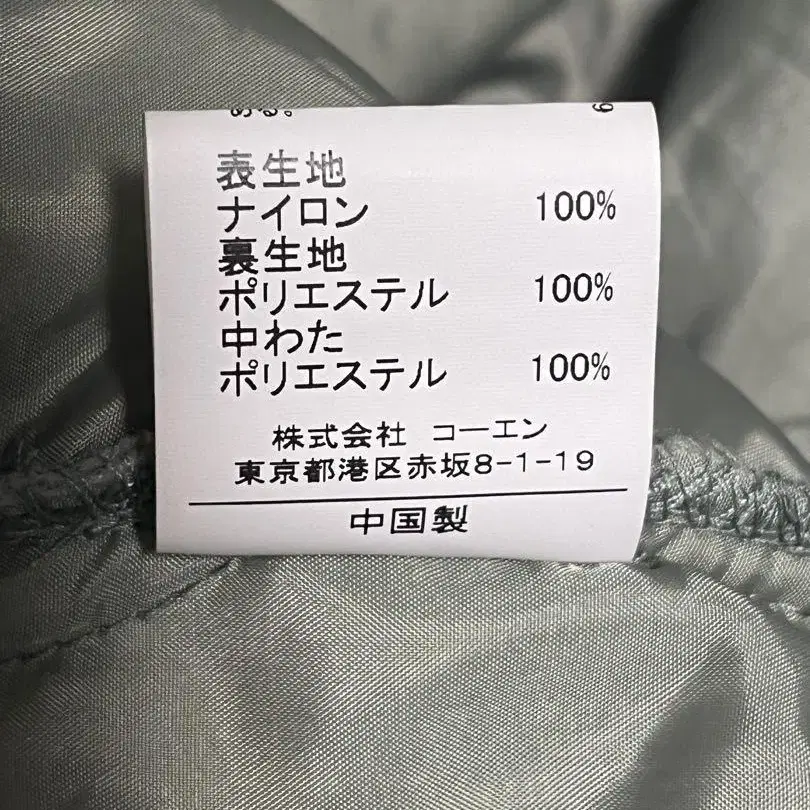 表生地
ナイロン 100%
裏生地
ポリエステル 100%
中わた
ポリエステル 100%
株式会社 コーエン
東京都港区赤坂8-1-19
中国製